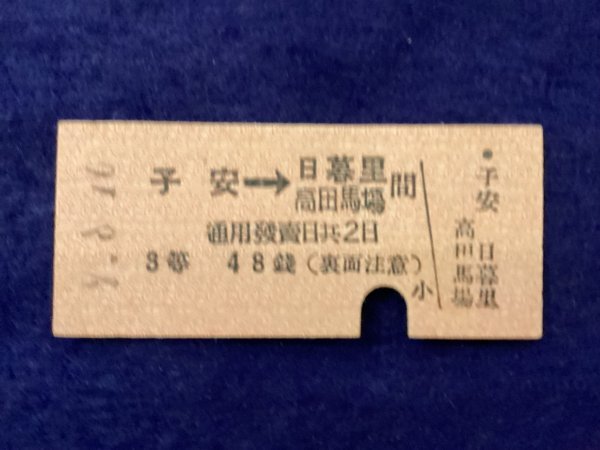 子安→日暮里
高田馬場間
通用發賣日共2日
3等 48錢(裏面注意)
小
子安
日暮里
高田馬場